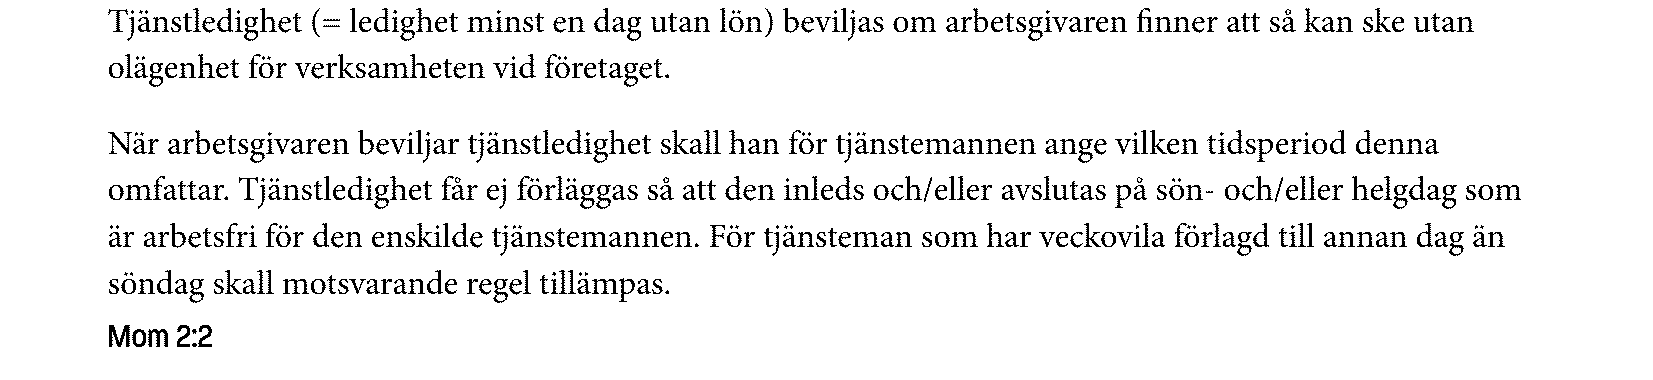 Tjänstledighet (= ledighet minst en dag utan lön) beviljas om arbetsgivaren finner att så kan ske utan
olägenhet för verksamheten vid företaget.
När arbetsgivaren beviljar tjänstledighet skall han för tjänstemannen ange vilken tidsperiod denna
omfattar. Tjänstledighet får ej förläggas så att den inleds och/eller avslutas på sön- och/eller helgdag som
är arbetsfri för den enskilde tjänstemannen. För tjänsteman som har veckovila förlagd till annan dag än
söndag skall motsvarande regel tillämpas.
Mom 2:2